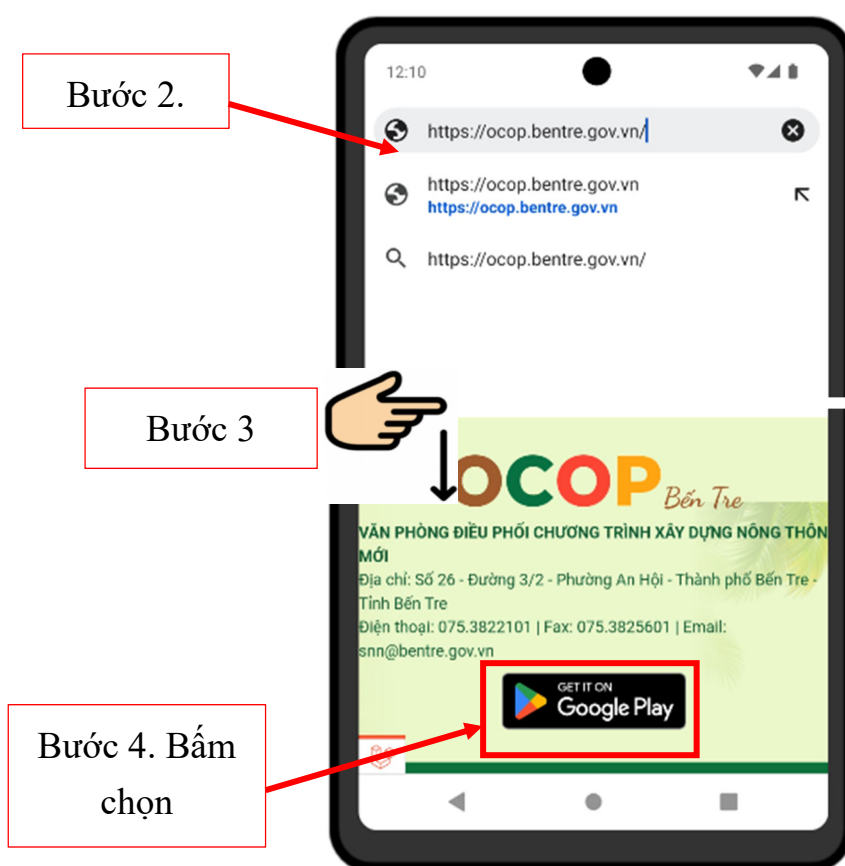 12:10
Bước 2.
https://ocop.bentre.gov.vn/
https://ocop.bentre.gov.vn
https://ocop.bentre.gov.vn
https://ocop.bentre.gov.vn/
Bước 3
OCOP
Bến Tre
VĂN PHÒNG ĐIỀU PHỐI CHƯƠNG TRÌNH XÂY DỰNG NÔNG THÔN
MỚI
Địa chỉ: Số 26 - Đường 3/2 - Phường An Hội - Thành phố Bến Tre -
Tỉnh Bến Tre
Điện thoại: 075.3822101 | Fax: 075.3825601 | Email:
snn@bentre.gov.vn
GET IT ON
Google Play
Bước 4. Bấm
chọn